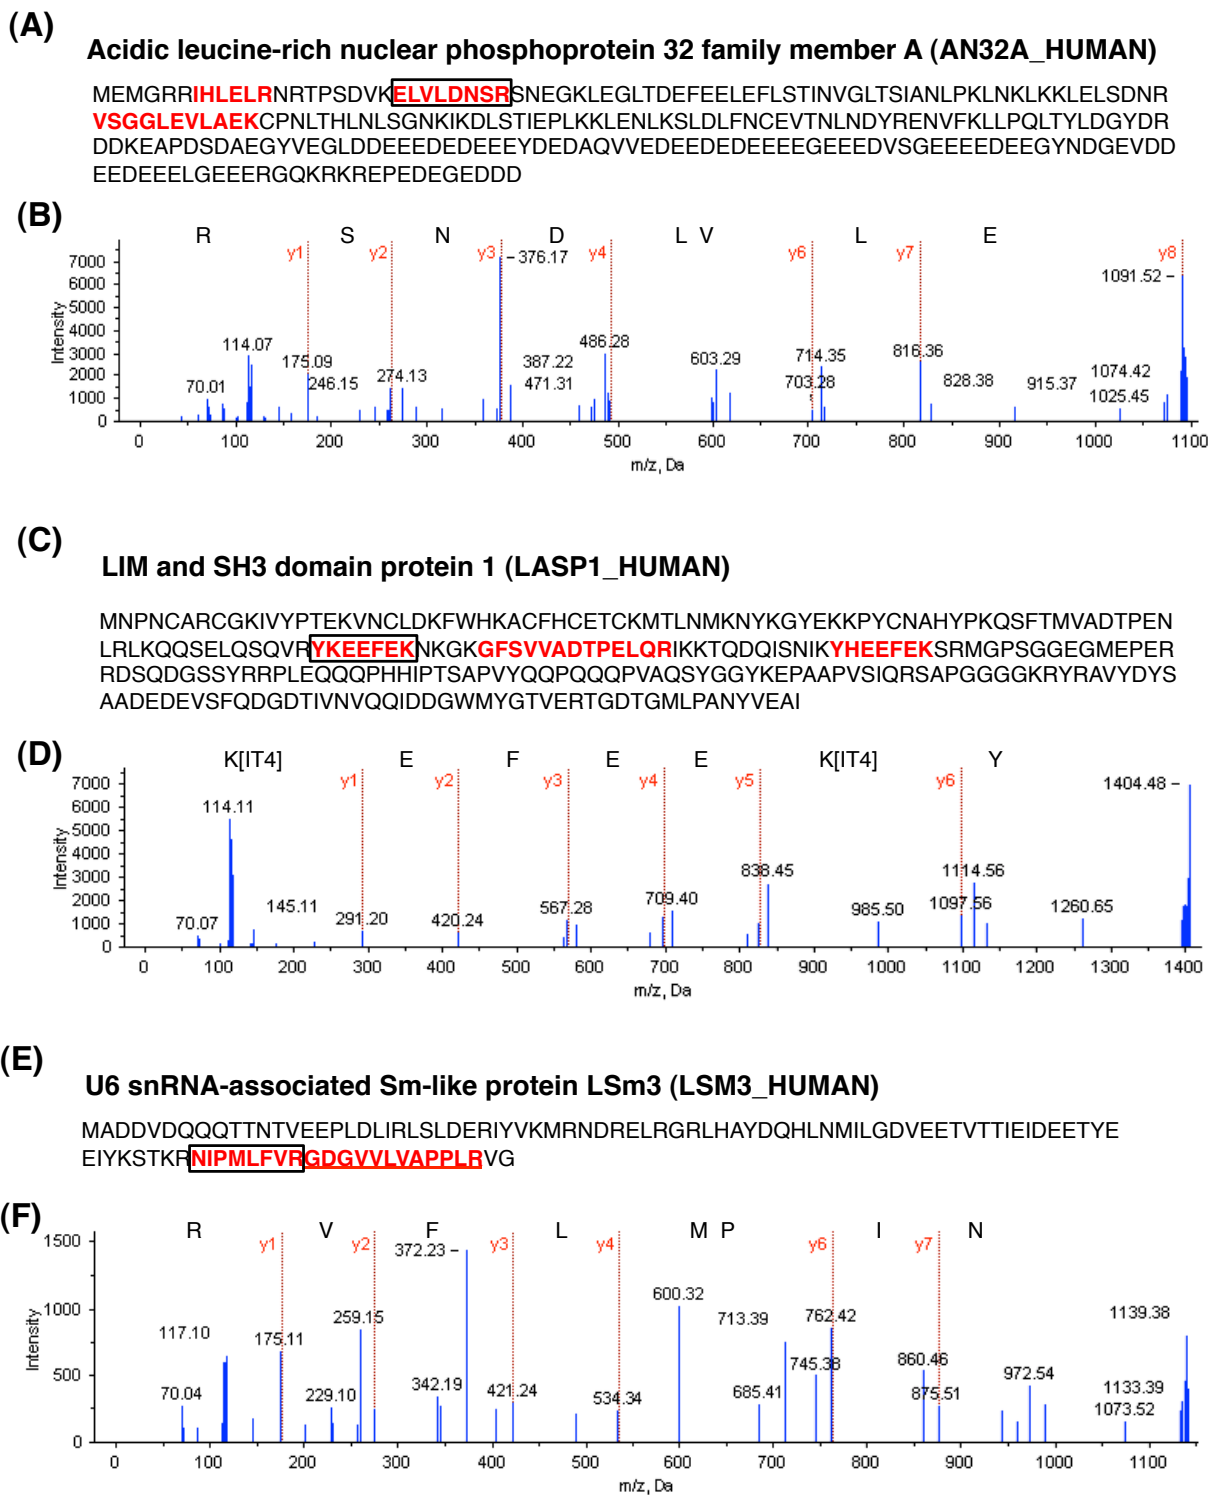 (A)
Acidic leucine-rich nuclear phosphoprotein 32 family member A (AN32A_HUMAN)
MEMGRRIHLELRNRTPSDVKELVLDNSRSNEGKLEGLTDEFEELEFLSTINVGLTSIANLPKLNKLKKLELSDNR
VSGGLEVLAEKCPNLTHLNLSGNKIKDLSTIEPLKKLENLKSLDLFNCEVTNLNDYRENVFKLLPQLTYLDGYDR
DDKEAPDSDAEGYVEGLDDEEEDEDEEEYDEDAQVVEDEEDEDEEEEGEEEDVSGEEEEDEEGYNDGEVDD
EEDEEELGEEERGQKRKREPEDEGEDDD
(B)
R S N D L V L E
y1 y2 y3 y4 y6 y7 y8
7000 6000 5000 4000 3000 2000 1000 0
Intensity
70.01 114.07 175.09 246.15 274.13 376.17 387.22 471.31 486.28 603.29 703.28 714.35 816.36 828.38 915.37 1025.45 1074.42 1091.52
0 100 200 300 400 500 600 700 800 900 1000 1100
m/z, Da
(C)
LIM and SH3 domain protein 1 (LASP1_HUMAN)
MNPNCARCGKIVYPTEKVNCLDKFWHKACFHCETCKMTLNMKNYKGYEKKPYCNAHYPKQSFTMVADTPEN
LRLKQQSELQSQVRYKEEFEKNKGKGFSVVADTPELQRIKKTQDQISNIKYHEEFEKSRMGPSGGEGMEPER
RDSQDGSSYRRPLEQQQPHHIPTSAPVYQQPQQQPVAQSYGGYKEPAAPVSIQRSAPGGGGKRYRAVYDYS
AADEDEVSFQDGDTIVNVQQIDDGWMYGTVERTGDTGMLPANYVEAI
(D)
K[IT4] E F E E K[IT4] Y
y1 y2 y3 y4 y5 y6
7000 6000 5000 4000 3000 2000 1000 0
Intensity
70.07 114.11 145.11 291.20 420.24 567.28 709.40 838.45 985.50 1097.56 1114.56 1260.65 1404.48
0 100 200 300 400 500 600 700 800 900 1000 1100 1200 1300 1400
m/z, Da
(E)
U6 snRNA-associated Sm-like protein LSm3 (LSM3_HUMAN)
MADDVDQQQTTNTVEEPLDLIRLSLDERIYVKMRNDRELRGRLHAYDQHLNMILGDVEETVTTIEIDEETYE
EIYKSTKRNIPMLFVRGDGVVLVAPPLRVG
(F)
R V F L M P I N
y1 y2 y3 y4 y6 y7
1500 1000 500 0
Intensity
70.04 117.10 175.11 229.10 259.15 342.19 372.23 421.24 534.34 600.32 685.41 713.39 745.38 762.42 860.46 875.51 972.54 1073.52 1133.39 1139.38
0 100 200 300 400 500 600 700 800 900 1000 1100
m/z, Da